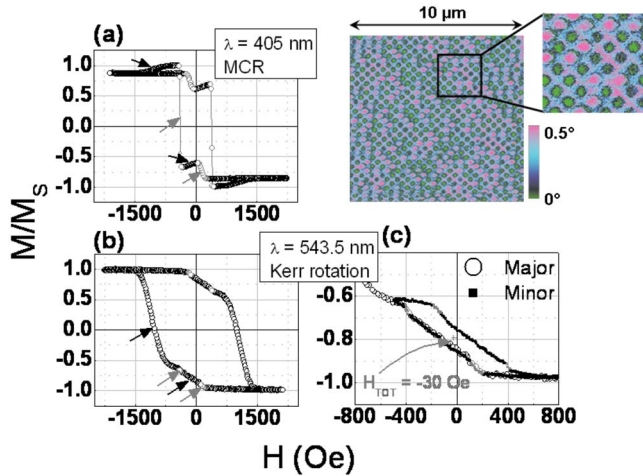 (a)
λ = 405 nm
MCR
1.0
0.5
0.0
-0.5
-1.0
-1500 0 1500
10 µm
0.5°
0°
M/M_S
(b)
λ = 543.5 nm
Kerr rotation
1.0
0.5
0.0
-0.5
-1.0
-1500 0 1500
(c)
Major
Minor
-0.6
-0.8
-1.0
H_TOT = -30 Oe
-800 -400 0 400 800
H (Oe)